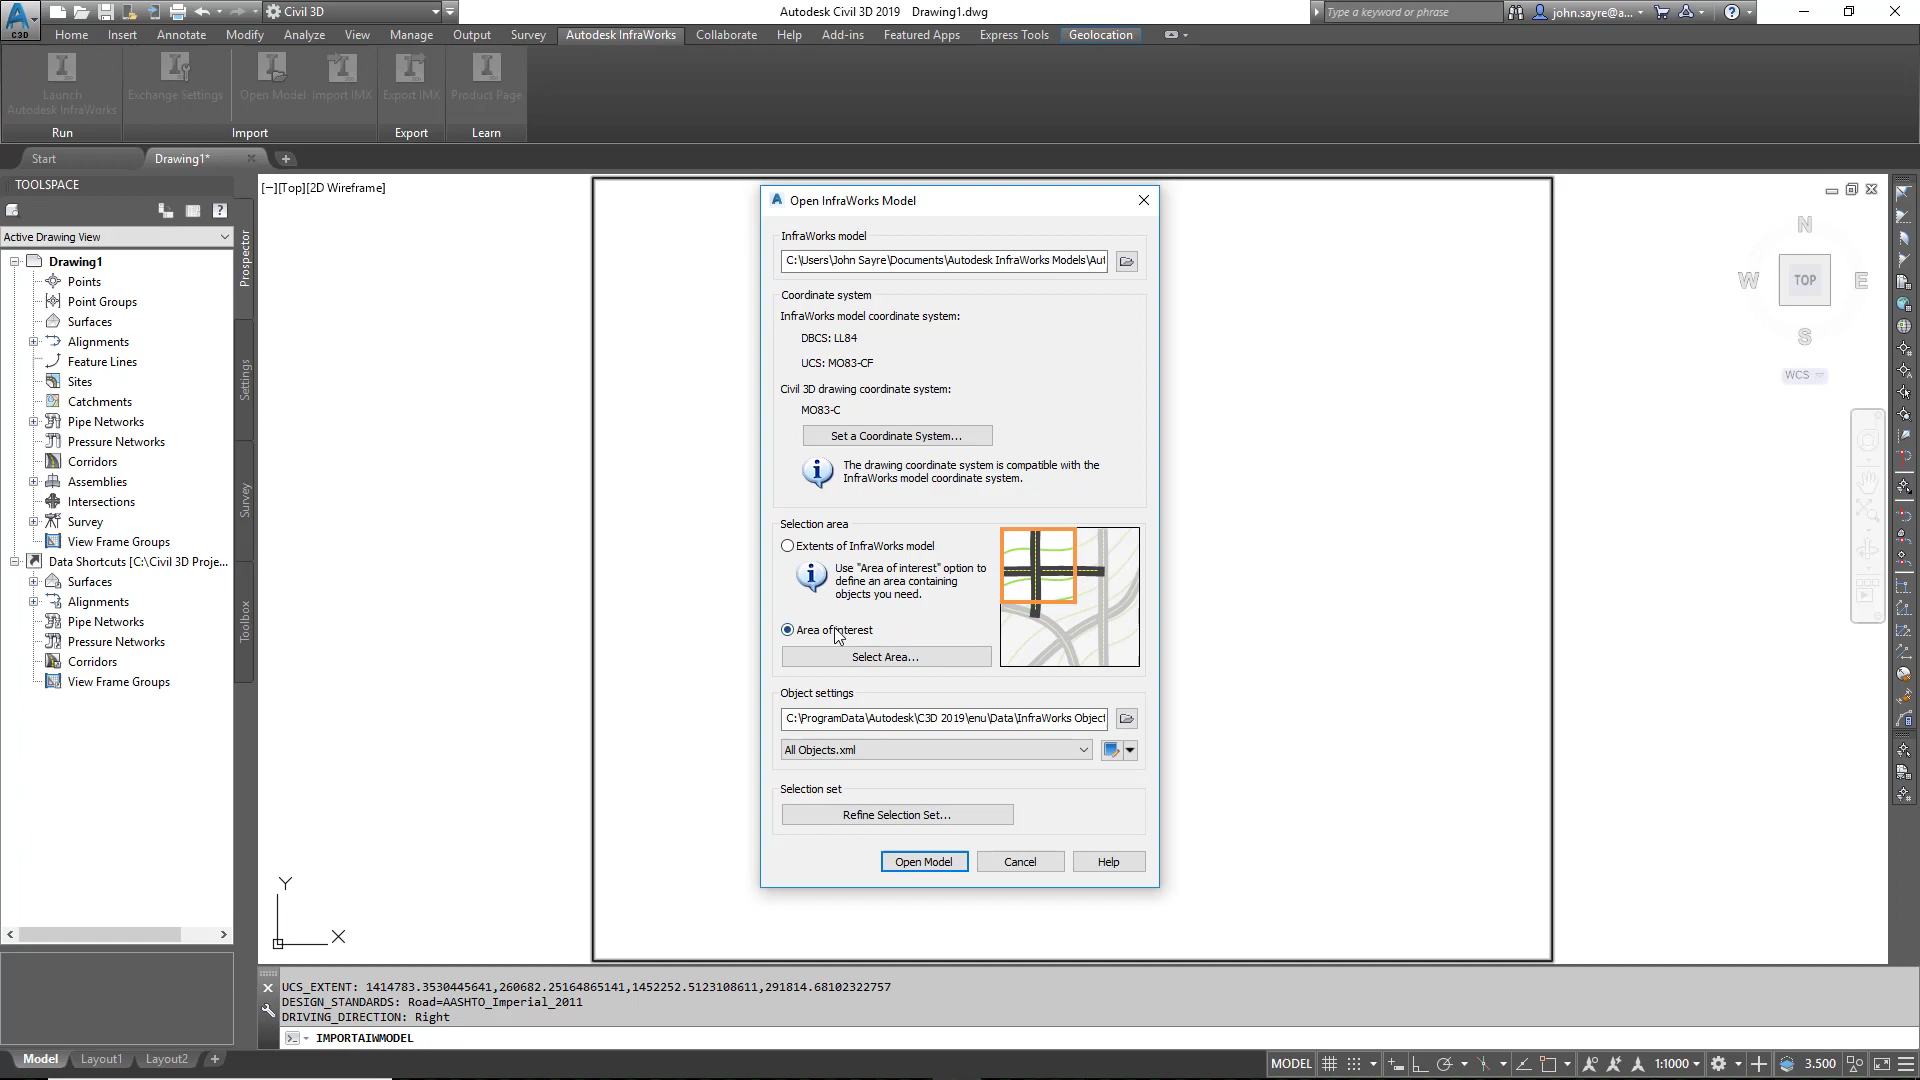 C3D
Civil 3D
Autodesk Civil 3D 2019 Drawing1.dwg
Type a keyword or phrase
john.sayre@a...
Home Insert Annotate Modify Analyze View Manage Output Survey Autodesk InfraWorks Collaborate Help Add-ins Featured Apps Express Tools Geolocation
Launch
Autodesk InfraWorks
Exchange Settings
Open Model
Import IMX
Export IMX
Product Page
Run Import Export Learn
Start Drawing1*
TOOLSPACE
Active Drawing View
Drawing1
Points
Point Groups
Surfaces
Alignments
Feature Lines
Sites
Catchments
Pipe Networks
Pressure Networks
Corridors
Assemblies
Intersections
Survey
View Frame Groups
Data Shortcuts [C:\Civil 3D Proje...
Surfaces
Alignments
Pipe Networks
Pressure Networks
Corridors
View Frame Groups
Prospector
Settings
Survey
Toolbox
[−][Top][2D Wireframe]
N
W
TOP
E
S
WCS
Open InfraWorks Model
InfraWorks model
C:\Users\John Sayre\Documents\Autodesk InfraWorks Models\Aut
Coordinate system
InfraWorks model coordinate system:
DBCS: LL84
UCS: MO83-CF
Civil 3D drawing coordinate system:
MO83-C
Set a Coordinate System...
The drawing coordinate system is compatible with the
InfraWorks model coordinate system.
Selection area
Extents of InfraWorks model
Use "Area of interest" option to
define an area containing
objects you need.
Area of interest
Select Area...
Object settings
C:\ProgramData\Autodesk\C3D 2019\enu\Data\InfraWorks Object
All Objects.xml
Selection set
Refine Selection Set...
Open Model Cancel Help
Y
X
UCS_EXTENT: 1414783.3530445641,260682.25164865141,1452252.5123108611,291814.68102322757
DESIGN_STANDARDS: Road=AASHTO_Imperial_2011
DRIVING_DIRECTION: Right
IMPORTAIWMODEL
Model Layout1 Layout2
MODEL 1:1000 3.500